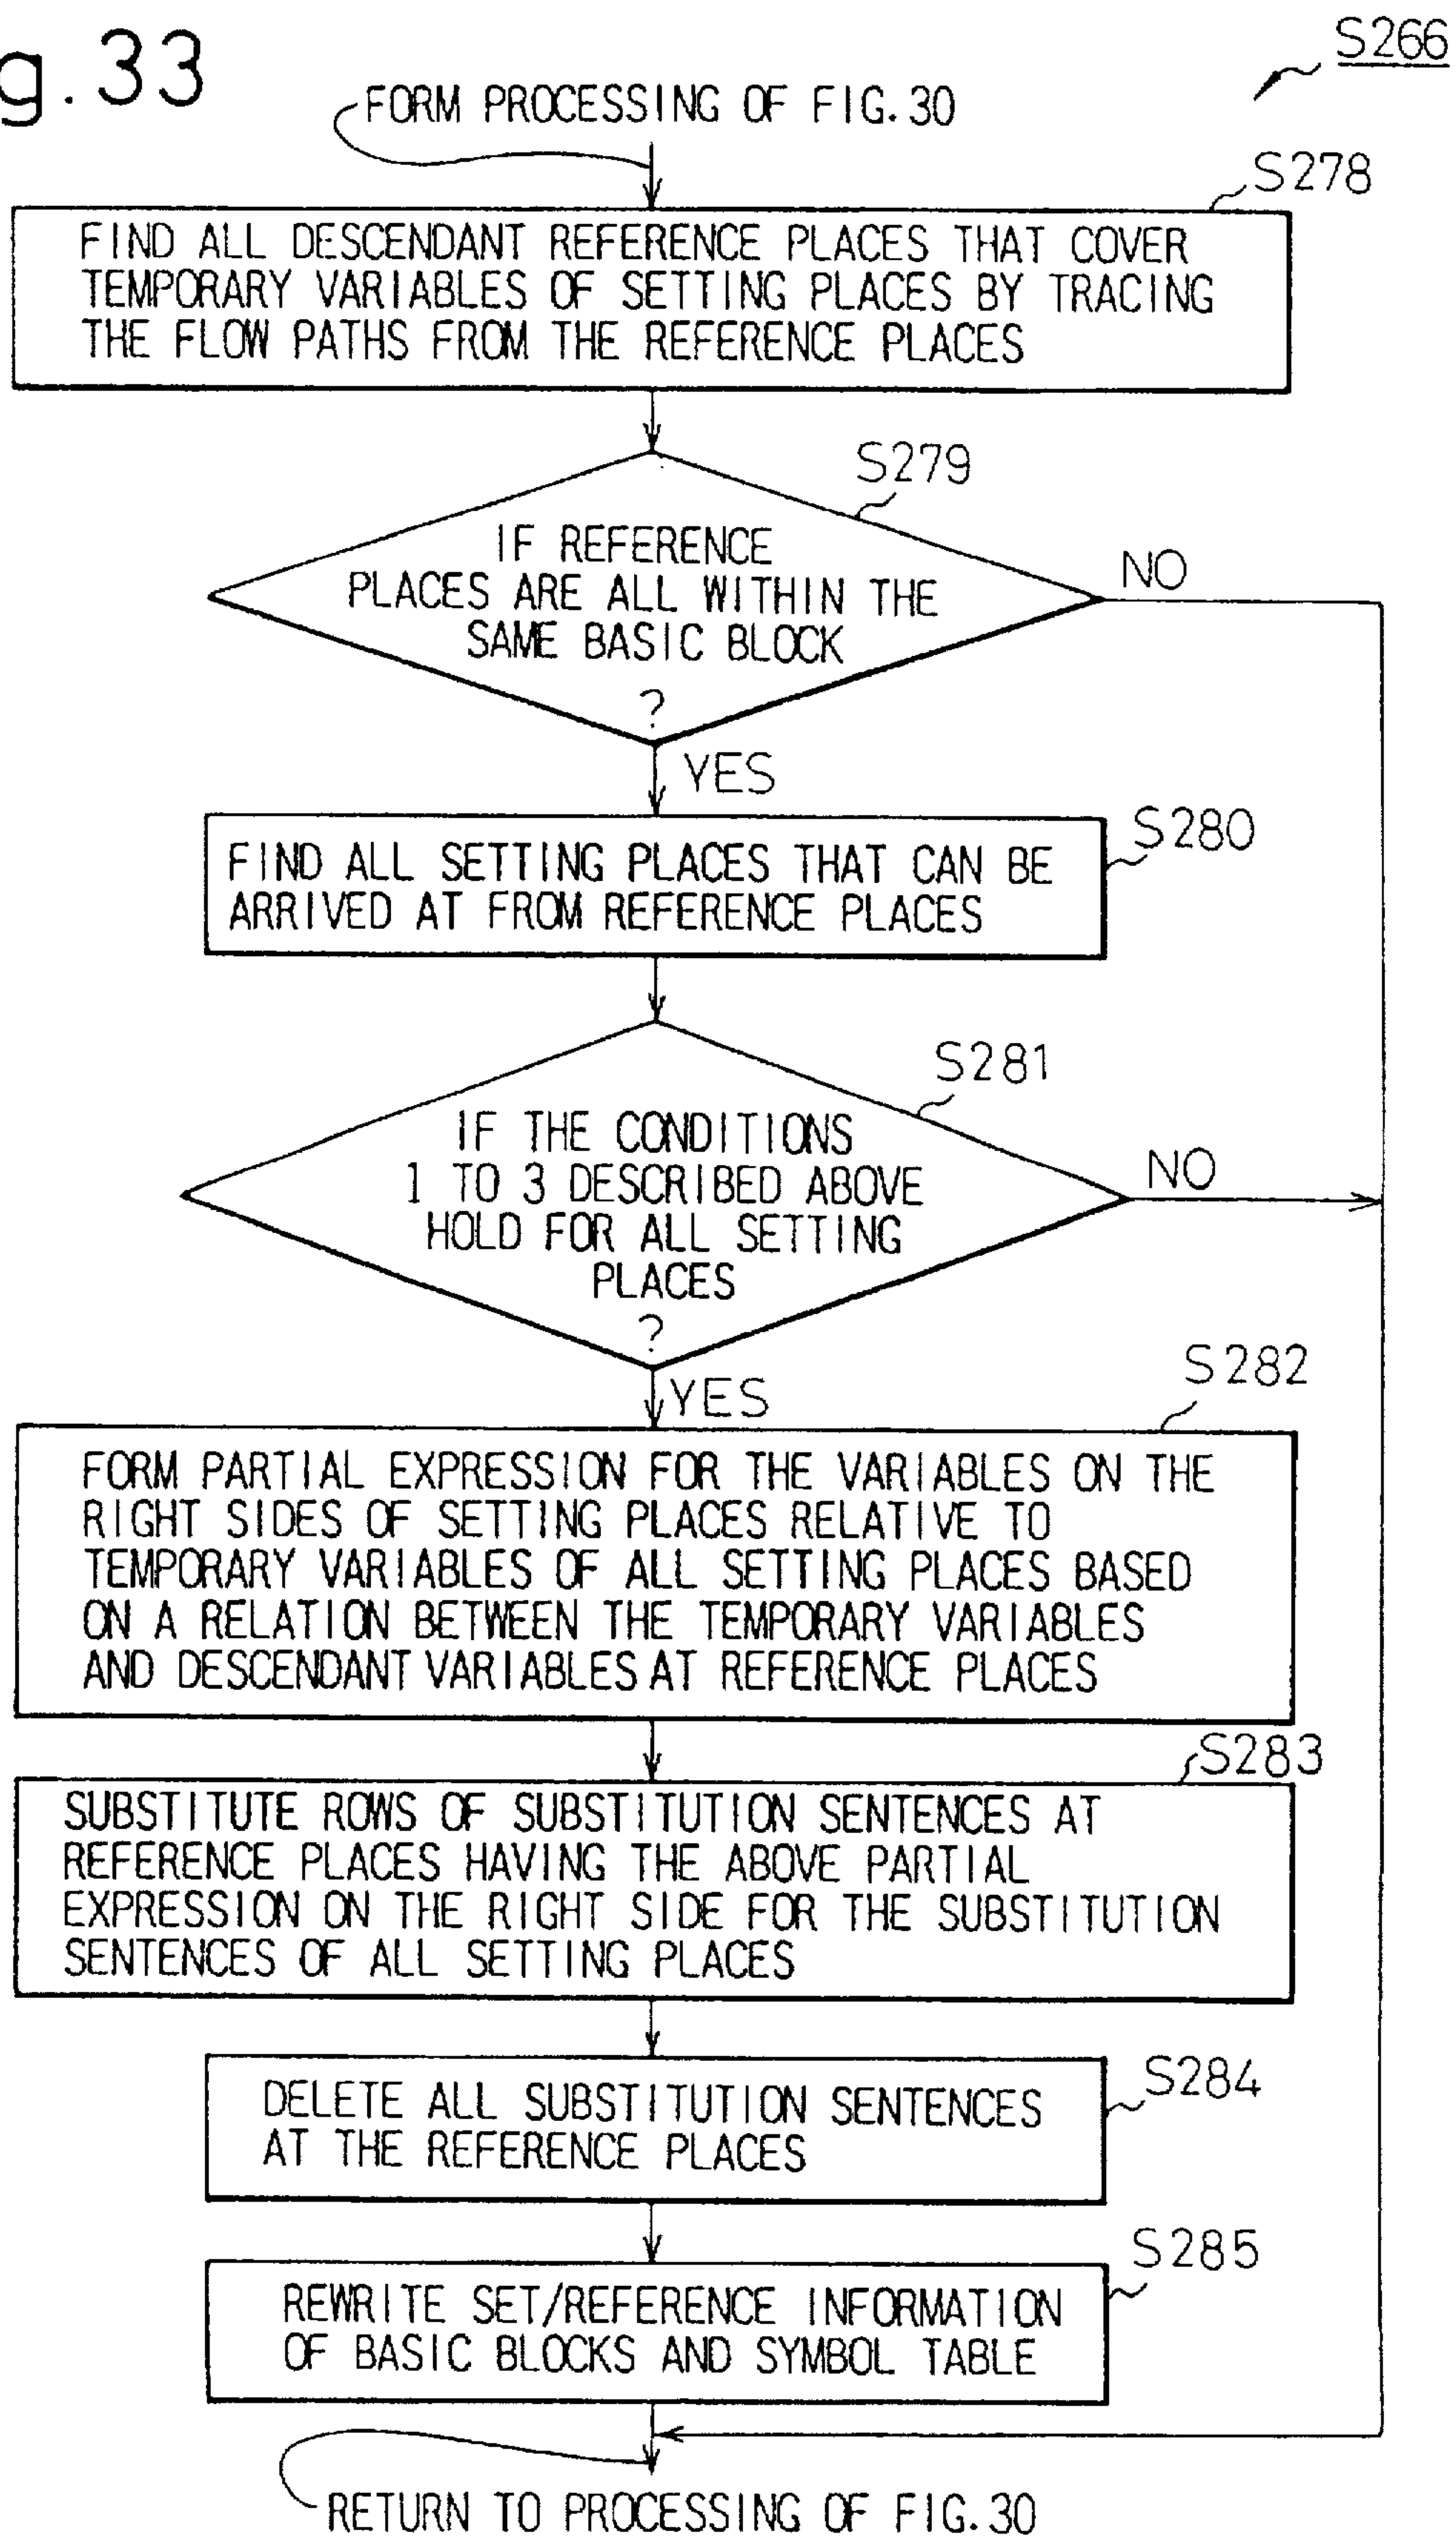 g. 33
S266
FORM PROCESSING OF FIG. 30
S278
FIND ALL DESCENDANT REFERENCE PLACES THAT COVER
TEMPORARY VARIABLES OF SETTING PLACES BY TRACING
THE FLOW PATHS FROM THE REFERENCE PLACES
S279
IF REFERENCE
PLACES ARE ALL WITHIN THE
SAME BASIC BLOCK
?
NO
YES
S280
FIND ALL SETTING PLACES THAT CAN BE
ARRIVED AT FROM REFERENCE PLACES
S281
IF THE CONDITIONS
1 TO 3 DESCRIBED ABOVE
HOLD FOR ALL SETTING
PLACES
?
NO
YES
S282
FORM PARTIAL EXPRESSION FOR THE VARIABLES ON THE
RIGHT SIDES OF SETTING PLACES RELATIVE TO
TEMPORARY VARIABLES OF ALL SETTING PLACES BASED
ON A RELATION BETWEEN THE TEMPORARY VARIABLES
AND DESCENDANT VARIABLES AT REFERENCE PLACES
S283
SUBSTITUTE ROWS OF SUBSTITUTION SENTENCES AT
REFERENCE PLACES HAVING THE ABOVE PARTIAL
EXPRESSION ON THE RIGHT SIDE FOR THE SUBSTITUTION
SENTENCES OF ALL SETTING PLACES
S284
DELETE ALL SUBSTITUTION SENTENCES
AT THE REFERENCE PLACES
S285
REWRITE SET/REFERENCE INFORMATION
OF BASIC BLOCKS AND SYMBOL TABLE
RETURN TO PROCESSING OF FIG. 30